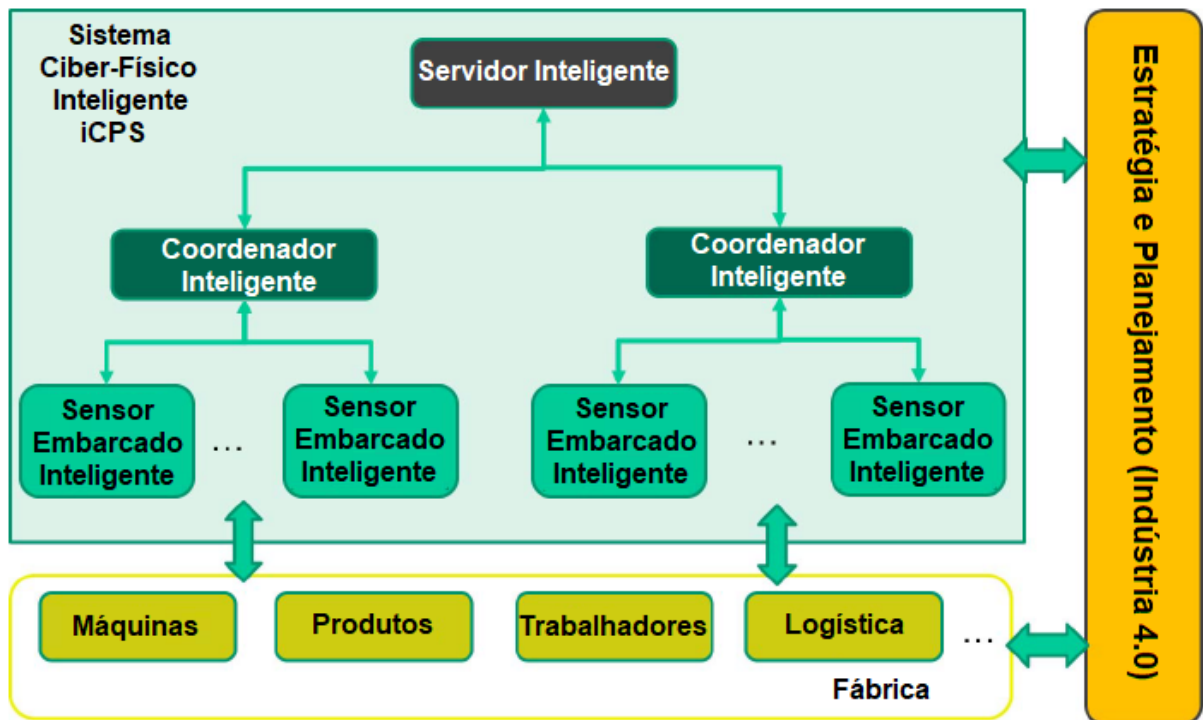 Sistema
Ciber-Físico
Inteligente
iCPS
Servidor Inteligente
Coordenador
Inteligente
Coordenador
Inteligente
Sensor
Embarcado
Inteligente
...
Sensor
Embarcado
Inteligente
Sensor
Embarcado
Inteligente
...
Sensor
Embarcado
Inteligente
Máquinas
Produtos
Trabalhadores
Logística
...
Fábrica
Estratégia e Planejamento (Indústria 4.0)